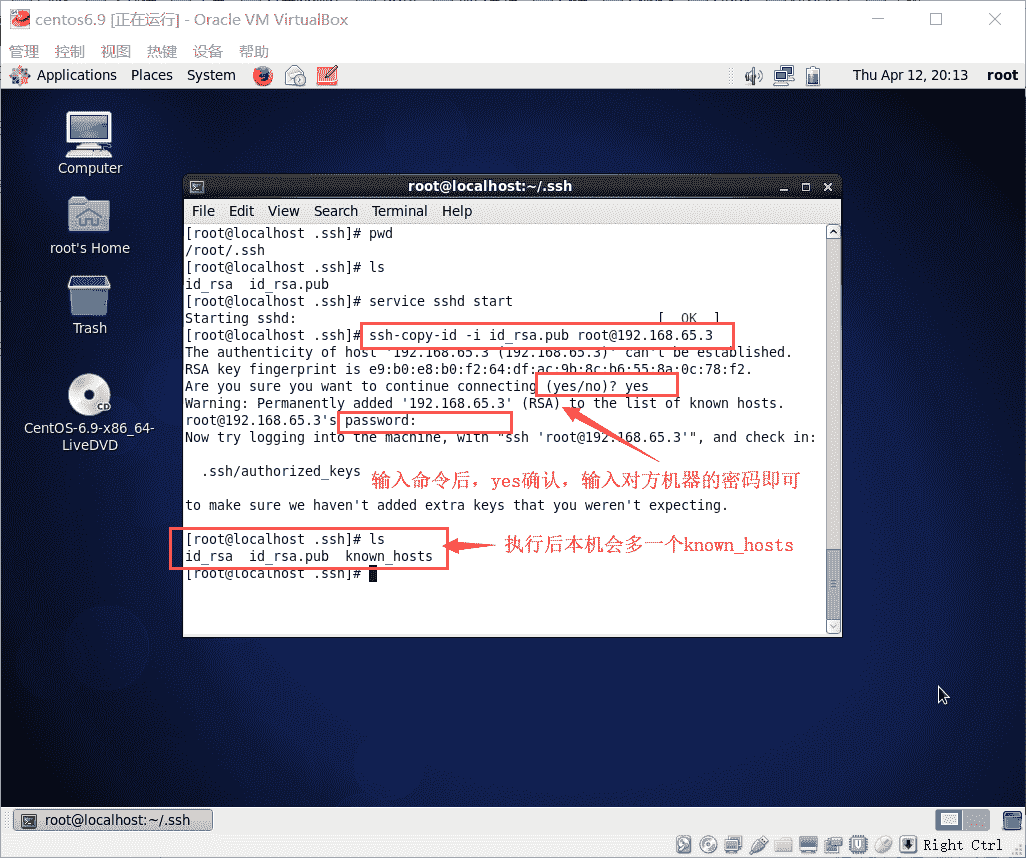 centos6.9 [正在运行] - Oracle VM VirtualBox
管理 控制 视图 热键 设备 帮助
Applications Places System Thu Apr 12, 20:13 root
Computer
root's Home
Trash
CD
CentOS-6.9-x86_64-
LiveDVD
root@localhost:~/.ssh
File Edit View Search Terminal Help
[root@localhost .ssh]# pwd
/root/.ssh
[root@localhost .ssh]# ls
id_rsa id_rsa.pub
[root@localhost .ssh]# service sshd start
Starting sshd: [ OK ]
[root@localhost .ssh]# ssh-copy-id -i id_rsa.pub root@192.168.65.3
The authenticity of host '192.168.65.3 (192.168.65.3)' can't be established.
RSA key fingerprint is e9:b0:e8:b0:f2:64:df:ac:9b:8c:b6:55:8a:0c:78:f2.
Are you sure you want to continue connecting (yes/no)? yes
Warning: Permanently added '192.168.65.3' (RSA) to the list of known hosts.
root@192.168.65.3's password:
Now try logging into the machine, with "ssh 'root@192.168.65.3'", and check in:
.ssh/authorized_keys
输入命令后，yes确认，输入对方机器的密码即可
to make sure we haven't added extra keys that you weren't expecting.
[root@localhost .ssh]# ls
id_rsa id_rsa.pub known_hosts
执行后本机会多一个known_hosts
[root@localhost .ssh]#
root@localhost:~/.ssh
Right Ctrl